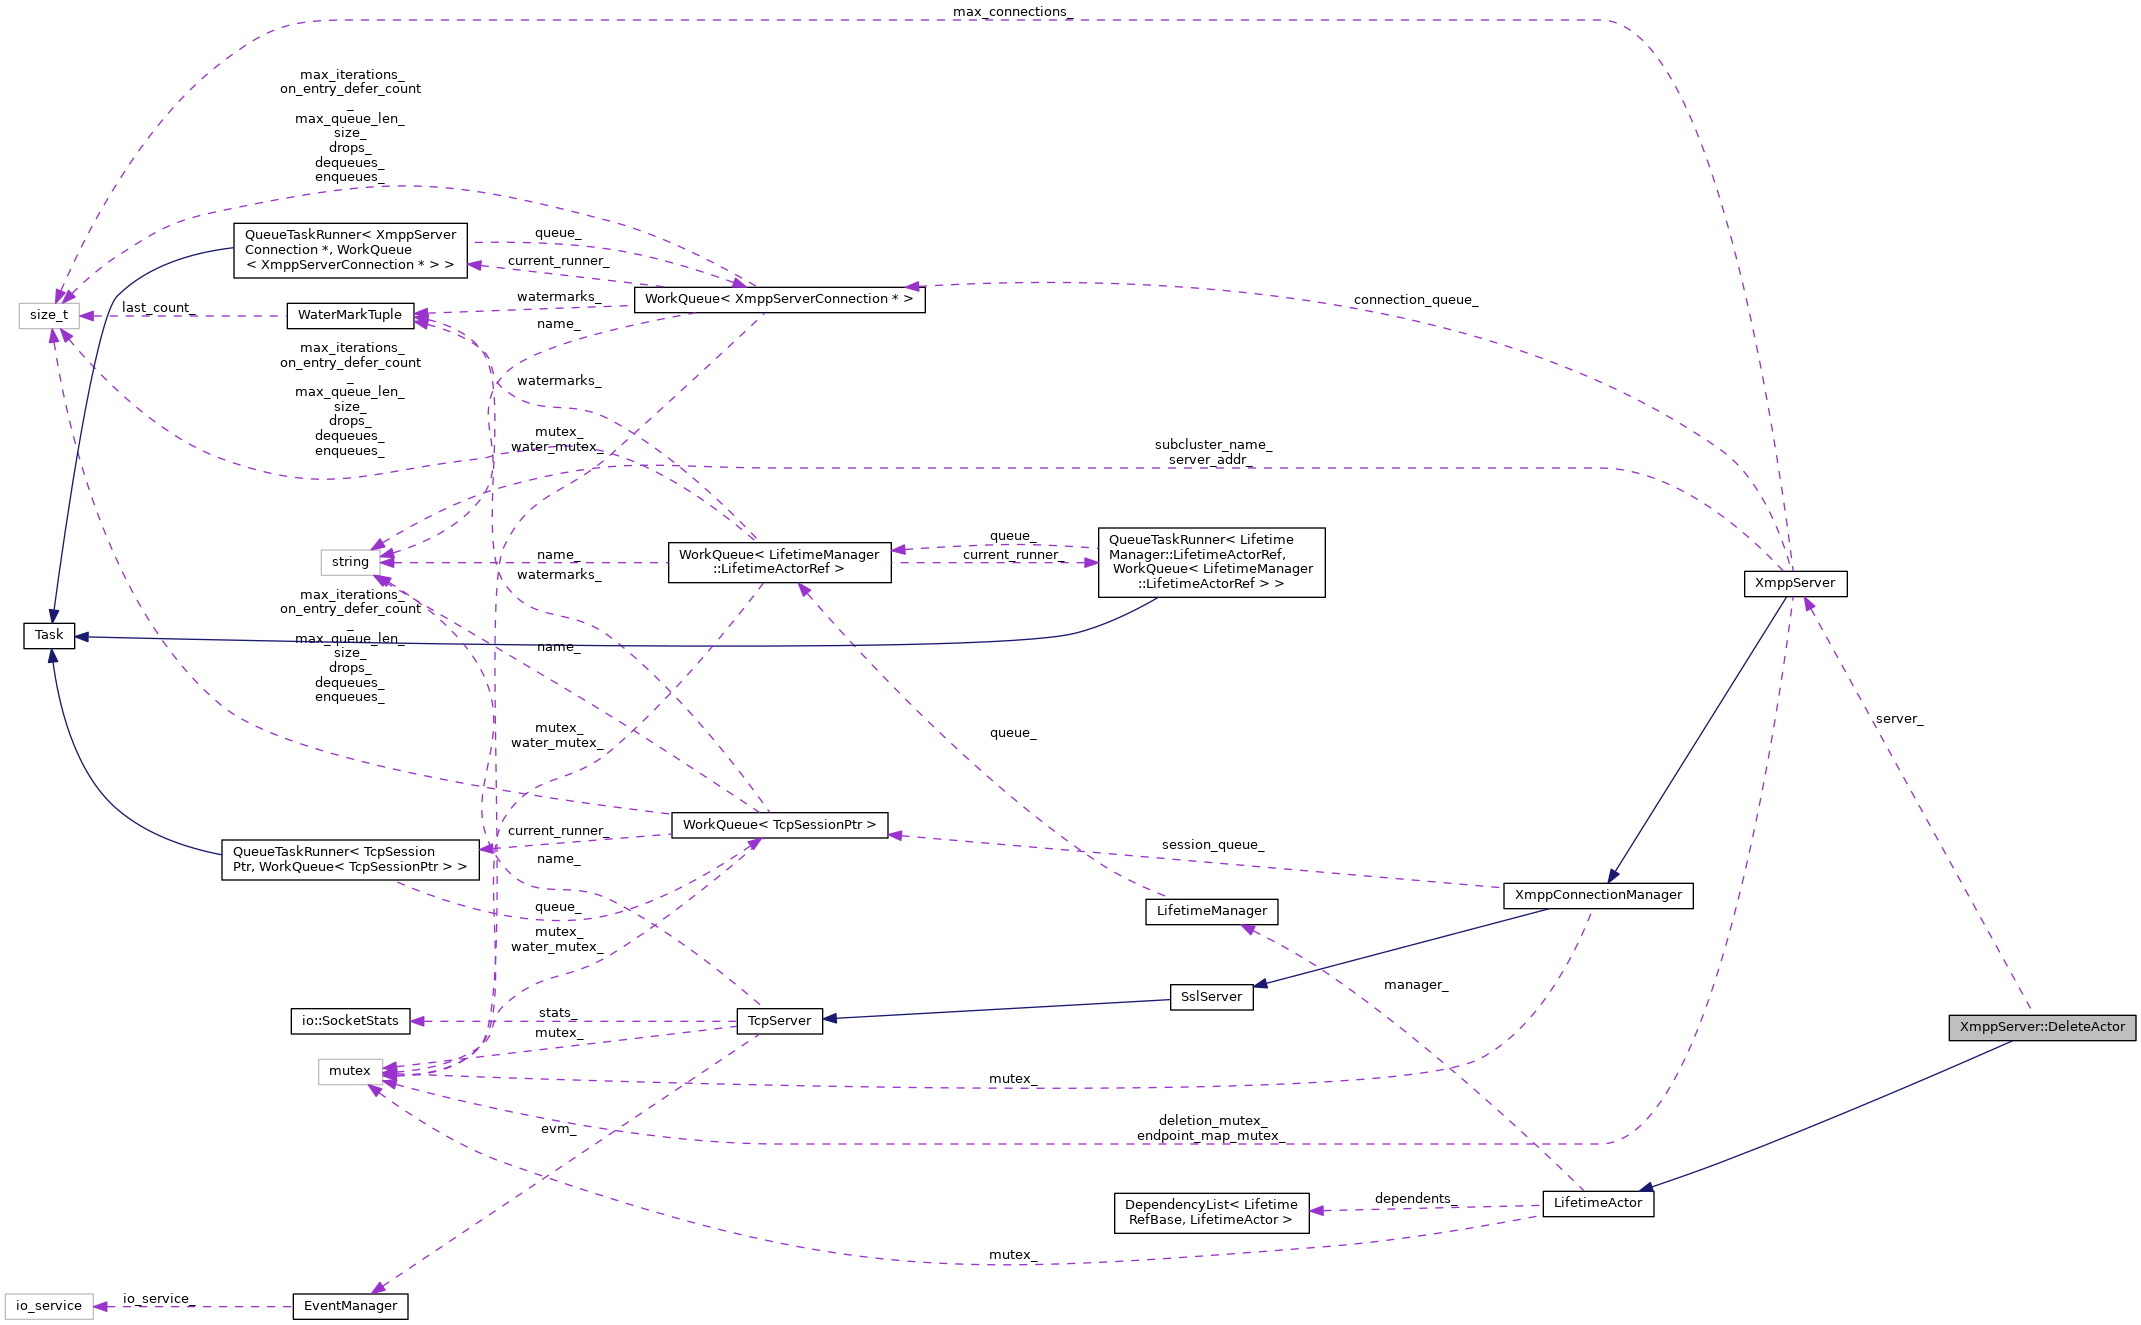 max_connections_
max_iterations_
on_entry_defer_count
_
max_queue_len_
size_
drops_
dequeues_
enqueues_
QueueTaskRunner< XmppServer
Connection *, WorkQueue
< XmppServerConnection * > >
queue_
current_runner_
WorkQueue< XmppServerConnection * >
watermarks_
connection_queue_
size_t
last_count_
WaterMarkTuple
name_
max_iterations_
on_entry_defer_count
_
max_queue_len_
size_
drops_
dequeues_
enqueues_
watermarks_
mutex_
water_mutex_
subcluster_name_
server_addr_
string
name_
WorkQueue< LifetimeManager
::LifetimeActorRef >
queue_
current_runner_
QueueTaskRunner< Lifetime
Manager::LifetimeActorRef,
WorkQueue< LifetimeManager
::LifetimeActorRef > >
XmppServer
watermarks_
max_iterations_
on_entry_defer_count
_
max_queue_len_
size_
drops_
dequeues_
enqueues_
Task
name_
mutex_
water_mutex_
queue_
server_
WorkQueue< TcpSessionPtr >
current_runner_
QueueTaskRunner< TcpSession
Ptr, WorkQueue< TcpSessionPtr > >
name_
session_queue_
XmppConnectionManager
queue_
LifetimeManager
mutex_
water_mutex_
manager_
SslServer
io::SocketStats
stats_
TcpServer
mutex_
XmppServer::DeleteActor
mutex
mutex_
evm_
deletion_mutex_
endpoint_map_mutex_
DependencyList< Lifetime
RefBase, LifetimeActor >
dependents_
LifetimeActor
mutex_
io_service
io_service_
EventManager